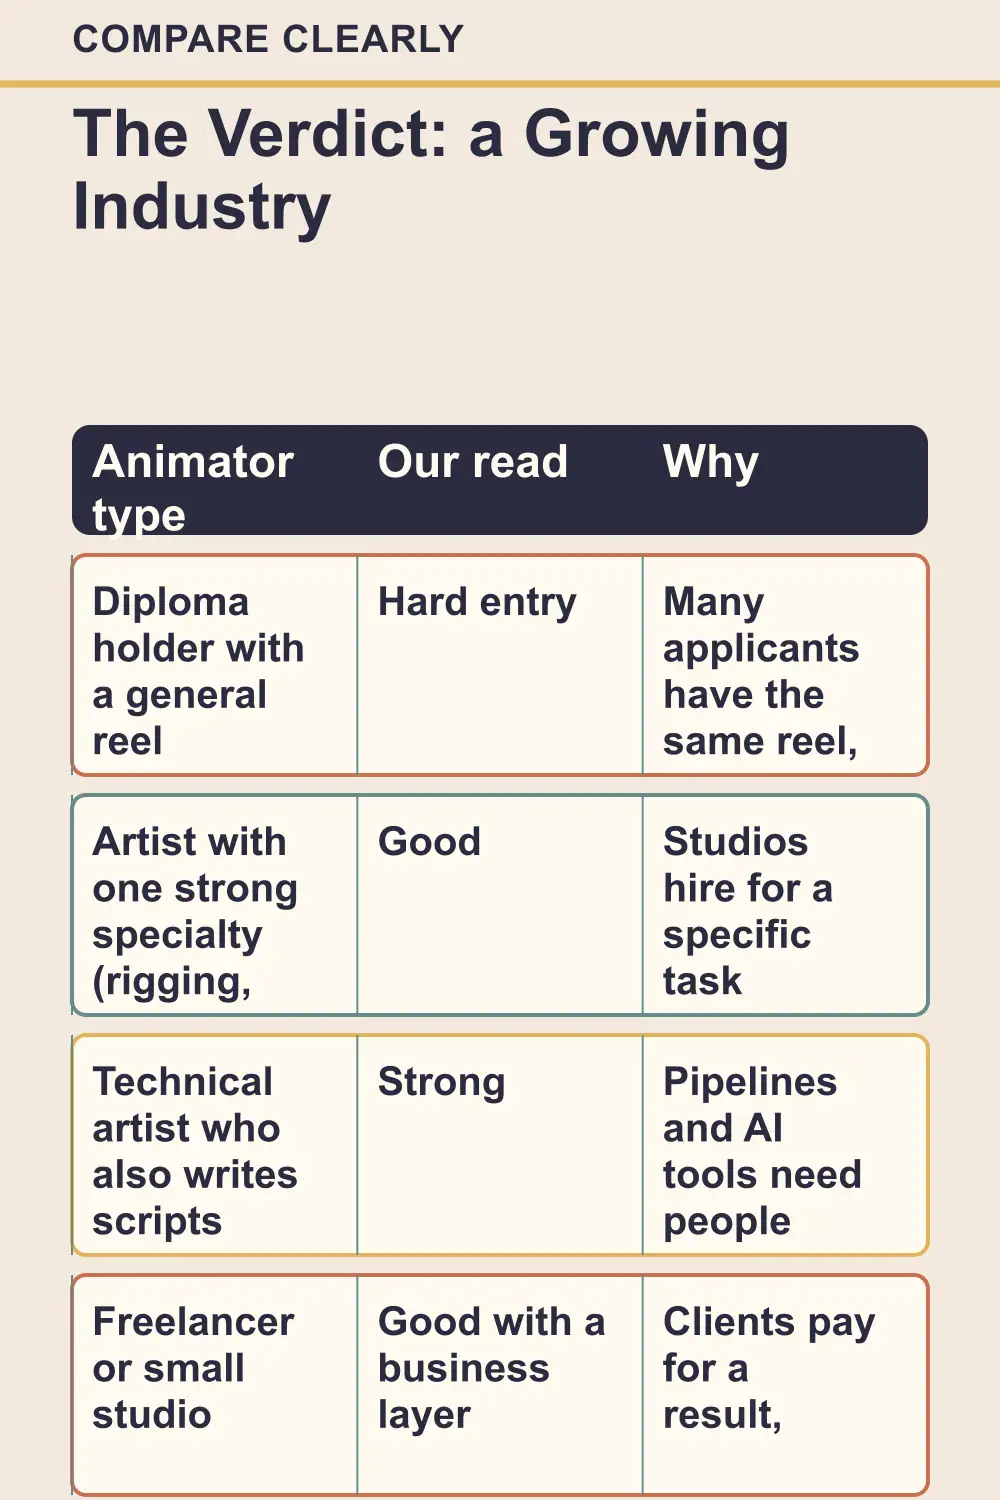 COMPARE CLEARLY
The Verdict: a Growing
Industry
Animator
type
Our read
Why
Diploma
holder with
a general
reel
Hard entry
Many
applicants
have the
same reel,
Artist with
one strong
specialty
(rigging,
Good
Studios
hire for a
specific
task
Technical
artist who
also writes
scripts
Strong
Pipelines
and AI
tools need
people
Freelancer
or small
studio
Good with a
business
layer
Clients pay
for a
result,